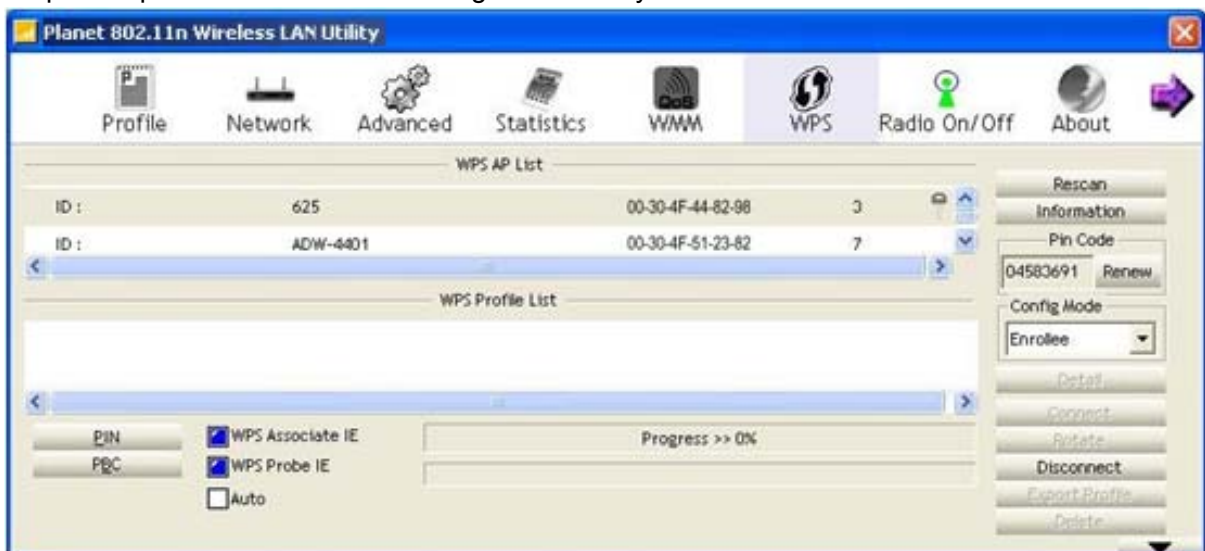 Planet 802.11n Wireless LAN Utility
Profile Network Advanced Statistics WMM WPS Radio On/Off About
QoS
WPS AP List
ID : 625 00-30-4F-44-82-98 3
ID : ADW-4401 00-30-4F-51-23-82 7
WPS Profile List
Rescan
Information
Pin Code
04583691 Renew
Config Mode
Enrollee
Detail
Connect
Rotate
Disconnect
Export Profile
Delete
PIN
PBC
WPS Associate IE
WPS Probe IE
Auto
Progress >> 0%